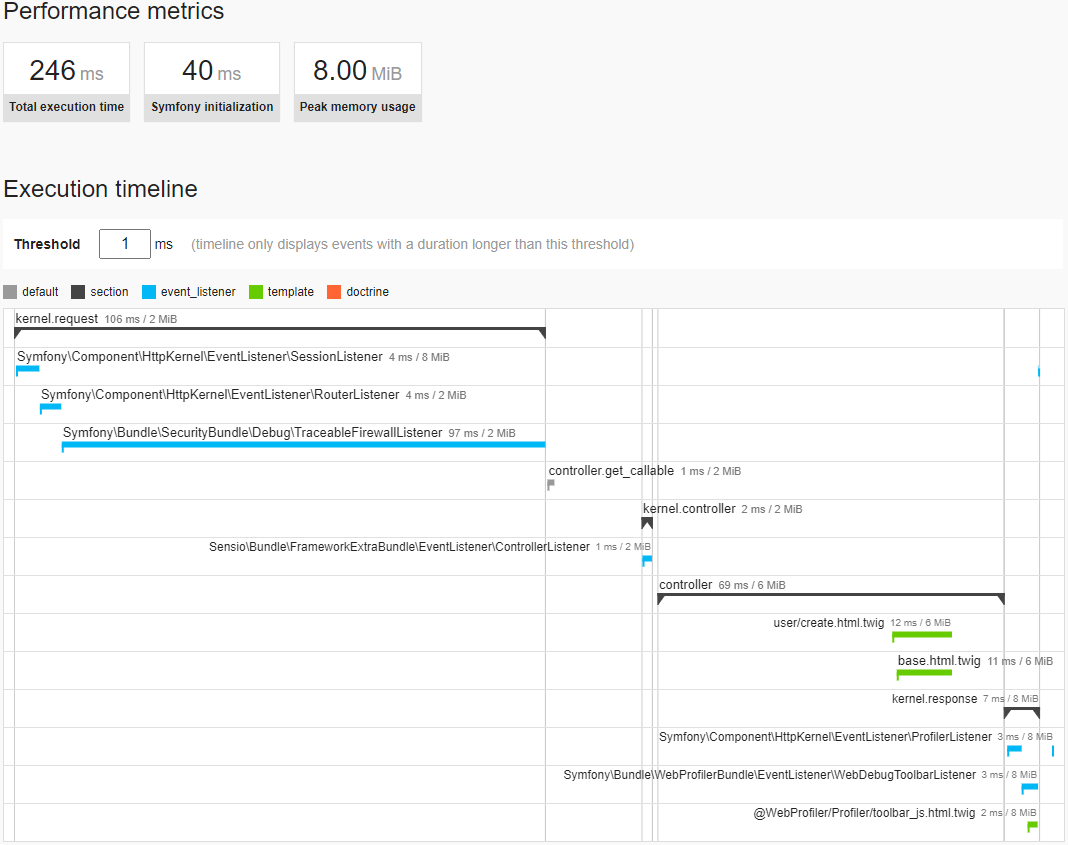 Performance metrics
246 ms
Total execution time
40 ms
Symfony initialization
8.00 MiB
Peak memory usage
Execution timeline
Threshold 1 ms (timeline only displays events with a duration longer than this threshold)
default section event_listener template doctrine
kernel.request 106 ms / 2 MiB
Symfony\Component\HttpKernel\EventListener\SessionListener 4 ms / 8 MiB
Symfony\Component\HttpKernel\EventListener\RouterListener 4 ms / 2 MiB
Symfony\Bundle\SecurityBundle\Debug\TraceableFirewallListener 97 ms / 2 MiB
controller.get_callable 1 ms / 2 MiB
kernel.controller 2 ms / 2 MiB
Sensio\Bundle\FrameworkExtraBundle\EventListener\ControllerListener 1 ms / 2 MiB
controller 69 ms / 6 MiB
user/create.html.twig 12 ms / 6 MiB
base.html.twig 11 ms / 6 MiB
kernel.response 7 ms / 8 MiB
Symfony\Component\HttpKernel\EventListener\ProfilerListener 3 ms / 8 MiB
Symfony\Bundle\WebProfilerBundle\EventListener\WebDebugToolbarListener 3 ms / 8 MiB
@WebProfiler/Profiler/toolbar_js.html.twig 2 ms / 8 MiB